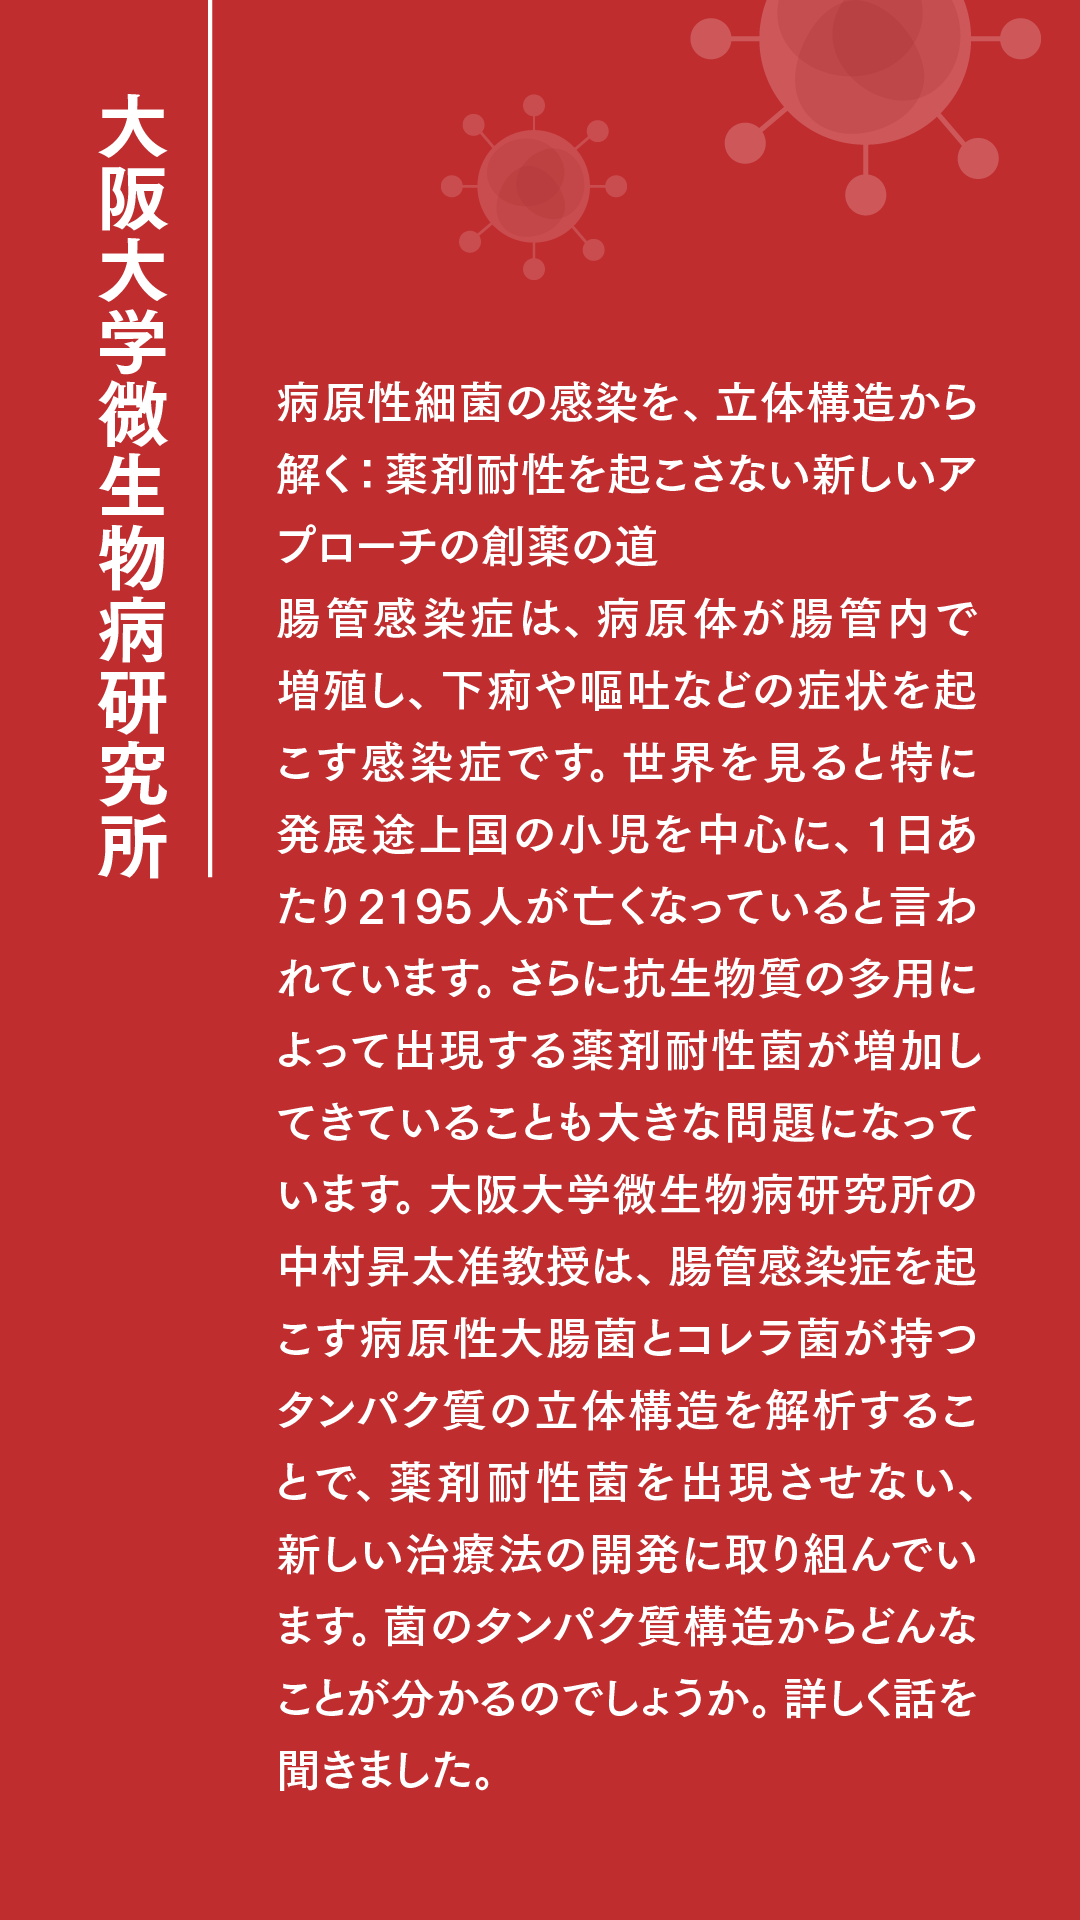 大阪大学微生物病研究所
病原性細菌の感染を、立体構造から
解く：薬剤耐性を起こさない新しいア
プローチの創薬の道
腸管感染症は、病原体が腸管内で
増殖し、下痢や嘔吐などの症状を起
こす感染症です。世界を見ると特に
発展途上国の小児を中心に、1日あ
たり2195人が亡くなっていると言わ
れています。さらに抗生物質の多用に
よって出現する薬剤耐性菌が増加し
てきていることも大きな問題になって
います。大阪大学微生物病研究所の
中村昇太准教授は、腸管感染症を起
こす病原性大腸菌とコレラ菌が持つ
タンパク質の立体構造を解析するこ
とで、薬剤耐性菌を出現させない、
新しい治療法の開発に取り組んでい
ます。菌のタンパク質構造からどんな
ことが分かるのでしょうか。詳しく話を
聞きました。